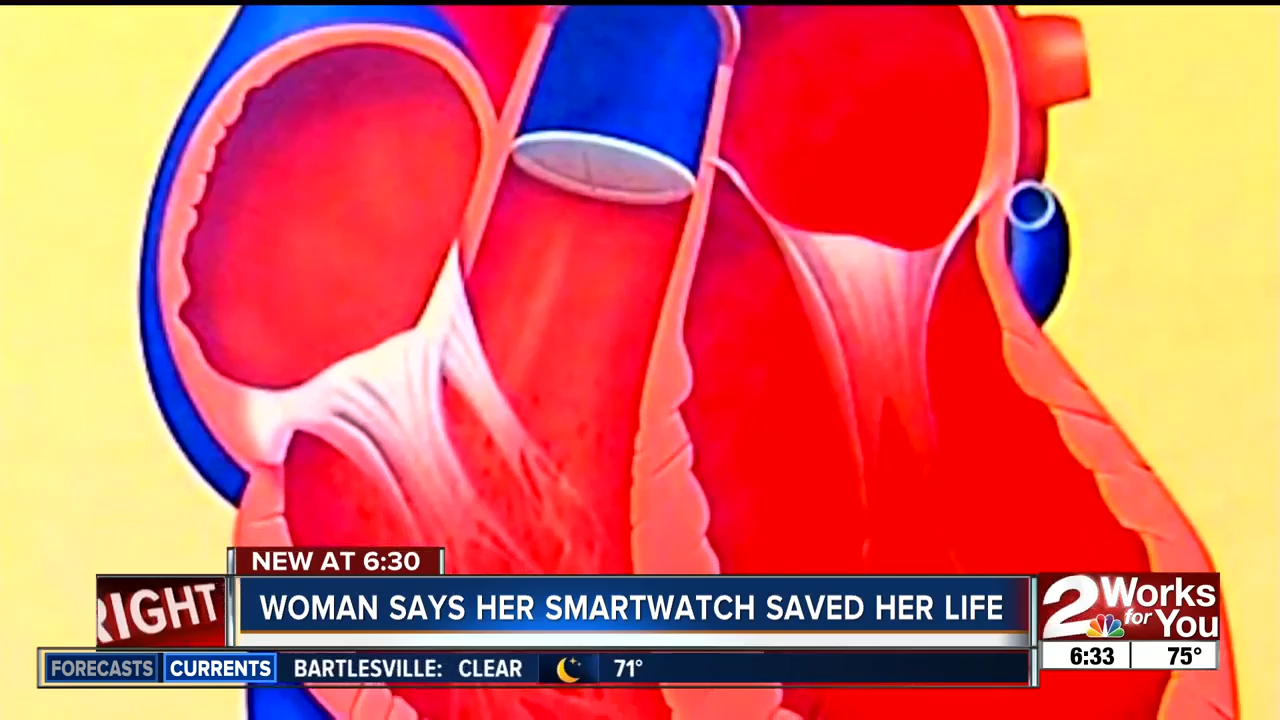 NEW AT 6:30
RIGHT
WOMAN SAYS HER SMARTWATCH SAVED HER LIFE
2 Works for You
6:33 75°
FORECASTS CURRENTS BARTLESVILLE: CLEAR 71°